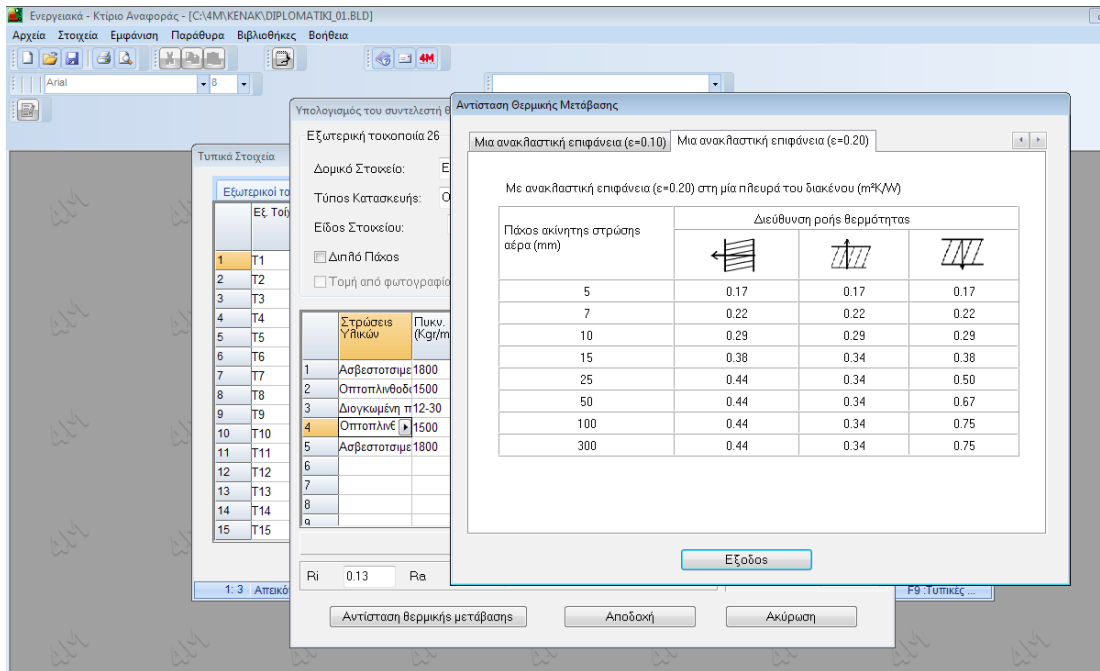 Ενεργειακά - Κτίριο Αναφοράς - [C:\4M\KENAK\DIPLOMATIKI_01.BLD]
Αρχεία Στοιχεία Εμφάνιση Παράθυρα Βιβλιοθήκες Βοήθεια
4M
Arial 8
Υπολογισμός του συντελεστή θ
Εξωτερική τοιχοποιία 26
Δομικό Στοιχείο: Ε
Τύπος Κατασκευής: Ο
Είδος Στοιχείου:
Διπλό Πάχος
Τομή από φωτογραφία
Στρώσεις Υλικών
Πυκν. (Kgr/m
1 Ασβεστοτσιμε 1800
2 Οπτοπλινθοδο 1500
3 Διογκωμένη π 12-30
4 Οπτοπλινθ 1500
5 Ασβεστοτσιμε 1800
6
7
8
9
Ri 0.13 Ra
Αντίσταση θερμικής μετάβασης Αποδοχή Ακύρωση
Τυπικά Στοιχεία
Εξωτερικοί το
Εξ. Τοίχ
1 T1
2 T2
3 T3
4 T4
5 T5
6 T6
7 T7
8 T8
9 T9
10 T10
11 T11
12 T12
13 T13
14 T14
15 T15
1: 3 Απεικό
F9 :Τυπικές ...
Αντίσταση Θερμικής Μετάβασης
Μια ανακλαστική επιφάνεια (ε=0.10) Μια ανακλαστική επιφάνεια (ε=0.20)
Με ανακλαστική επιφάνεια (ε=0.20) στη μία πλευρά του διακένου (m²K/W)
Πάχος ακίνητης στρώσης
αέρα (mm)
Διεύθυνση ροής θερμότητας
5 0.17 0.17 0.17
7 0.22 0.22 0.22
10 0.29 0.29 0.29
15 0.38 0.34 0.38
25 0.44 0.34 0.50
50 0.44 0.34 0.67
100 0.44 0.34 0.75
300 0.44 0.34 0.75
Εξοδος